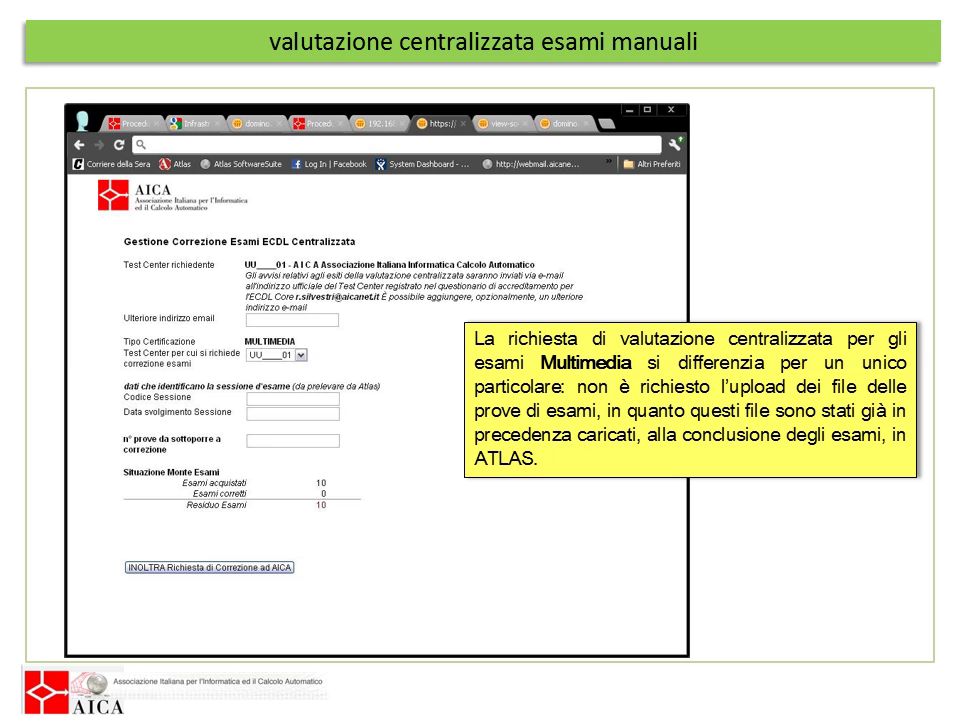 valutazione centralizzata esami manuali
Proced
Infrastr
domino
Proced.
192.16/
https://
view-so
domino
Corriere della Sera
Atlas
Atlas SoftwareSuite
Log In | Facebook
System Dashboard - ...
http://webmail.aicane...
»
Altri Preferiti
AICA
Associazione Italiana per l'Informatica
ed il Calcolo Automatico
Gestione Correzione Esami ECDL Centralizzata
Test Center richiedente
UU____01 - A I C A Associazione Italiana Informatica Calcolo Automatico
Gli avvisi relativi agli esiti della valutazione centralizzata saranno inviati via e-mail
all'indirizzo ufficiale del Test Center registrato nel questionario di accreditamento per
l'ECDL Core r.silvestri@aicanet.it È possibile aggiungere, opzionalmente, un ulteriore
indirizzo e-mail
Ulteriore indirizzo email
Tipo Certificazione
MULTIMEDIA
Test Center per cui si richiede
correzione esami
UU____01
dati che identificano la sessione d'esame (da prelevare da Atlas)
Codice Sessione
Data svolgimento Sessione
n° prove da sottoporre a
correzione
Situazione Monte Esami
Esami acquistati 10
Esami corretti 0
Residuo Esami 10
INOLTRA Richiesta di Correzione ad AICA
La richiesta di valutazione centralizzata per gli
esami Multimedia si differenzia per un unico
particolare: non è richiesto l'upload dei file delle
prove di esami, in quanto questi file sono stati già in
precedenza caricati, alla conclusione degli esami, in
ATLAS.
Associazione Italiana per l'Informatica ed il Calcolo Automatico
AICA